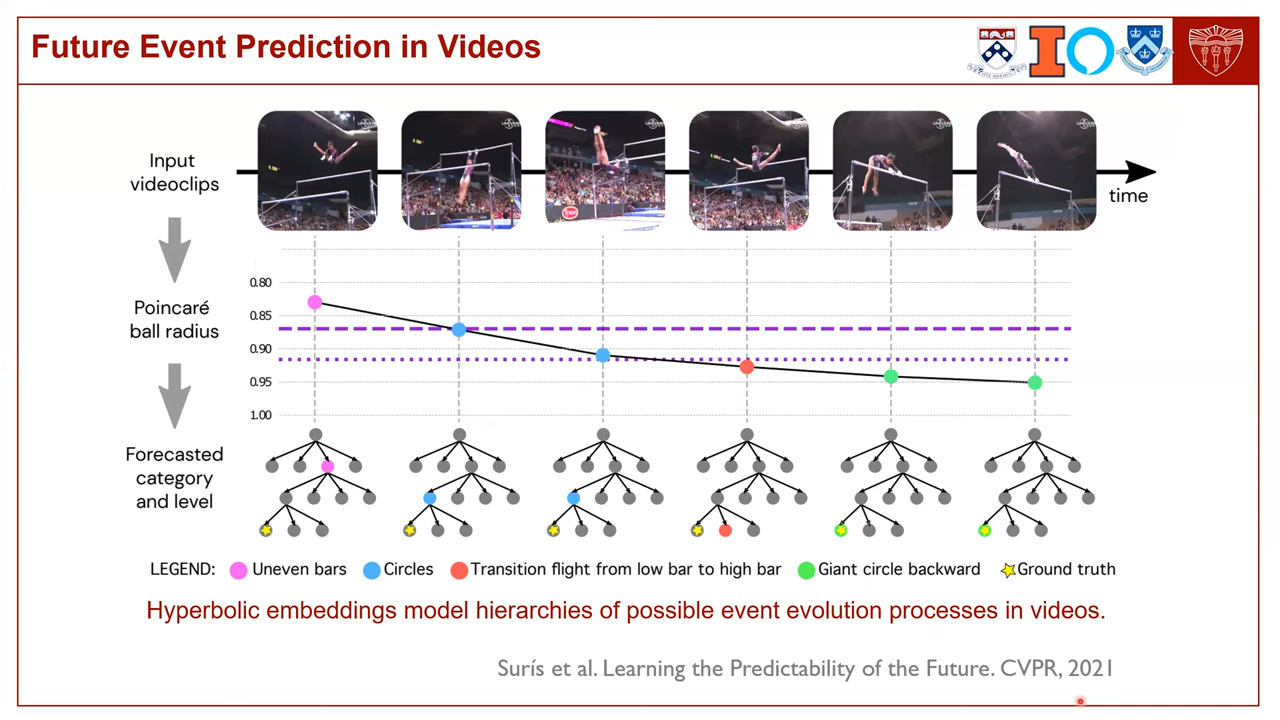 Future Event Prediction in Videos
Input
videoclips
time
Poincaré
ball radius
0.80
0.85
0.90
0.95
1.00
Forecasted
category
and level
LEGEND: Uneven bars Circles Transition flight from low bar to high bar Giant circle backward Ground truth
Hyperbolic embeddings model hierarchies of possible event evolution processes in videos.
Surís et al. Learning the Predictability of the Future. CVPR, 2021